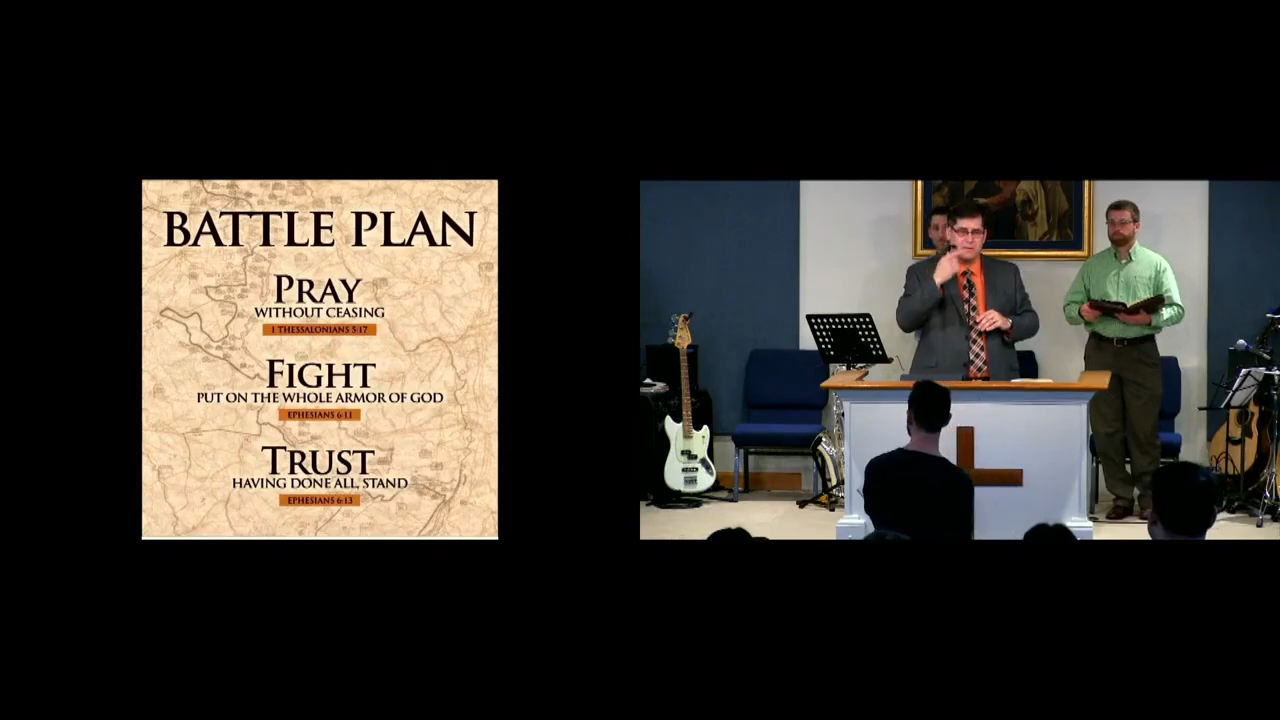 BATTLE PLAN
PRAY
WITHOUT CEASING
1 THESSALONIANS 5:17
FIGHT
PUT ON THE WHOLE ARMOR OF GOD
EPHESIANS 6:11
TRUST
HAVING DONE ALL, STAND
EPHESIANS 6:13